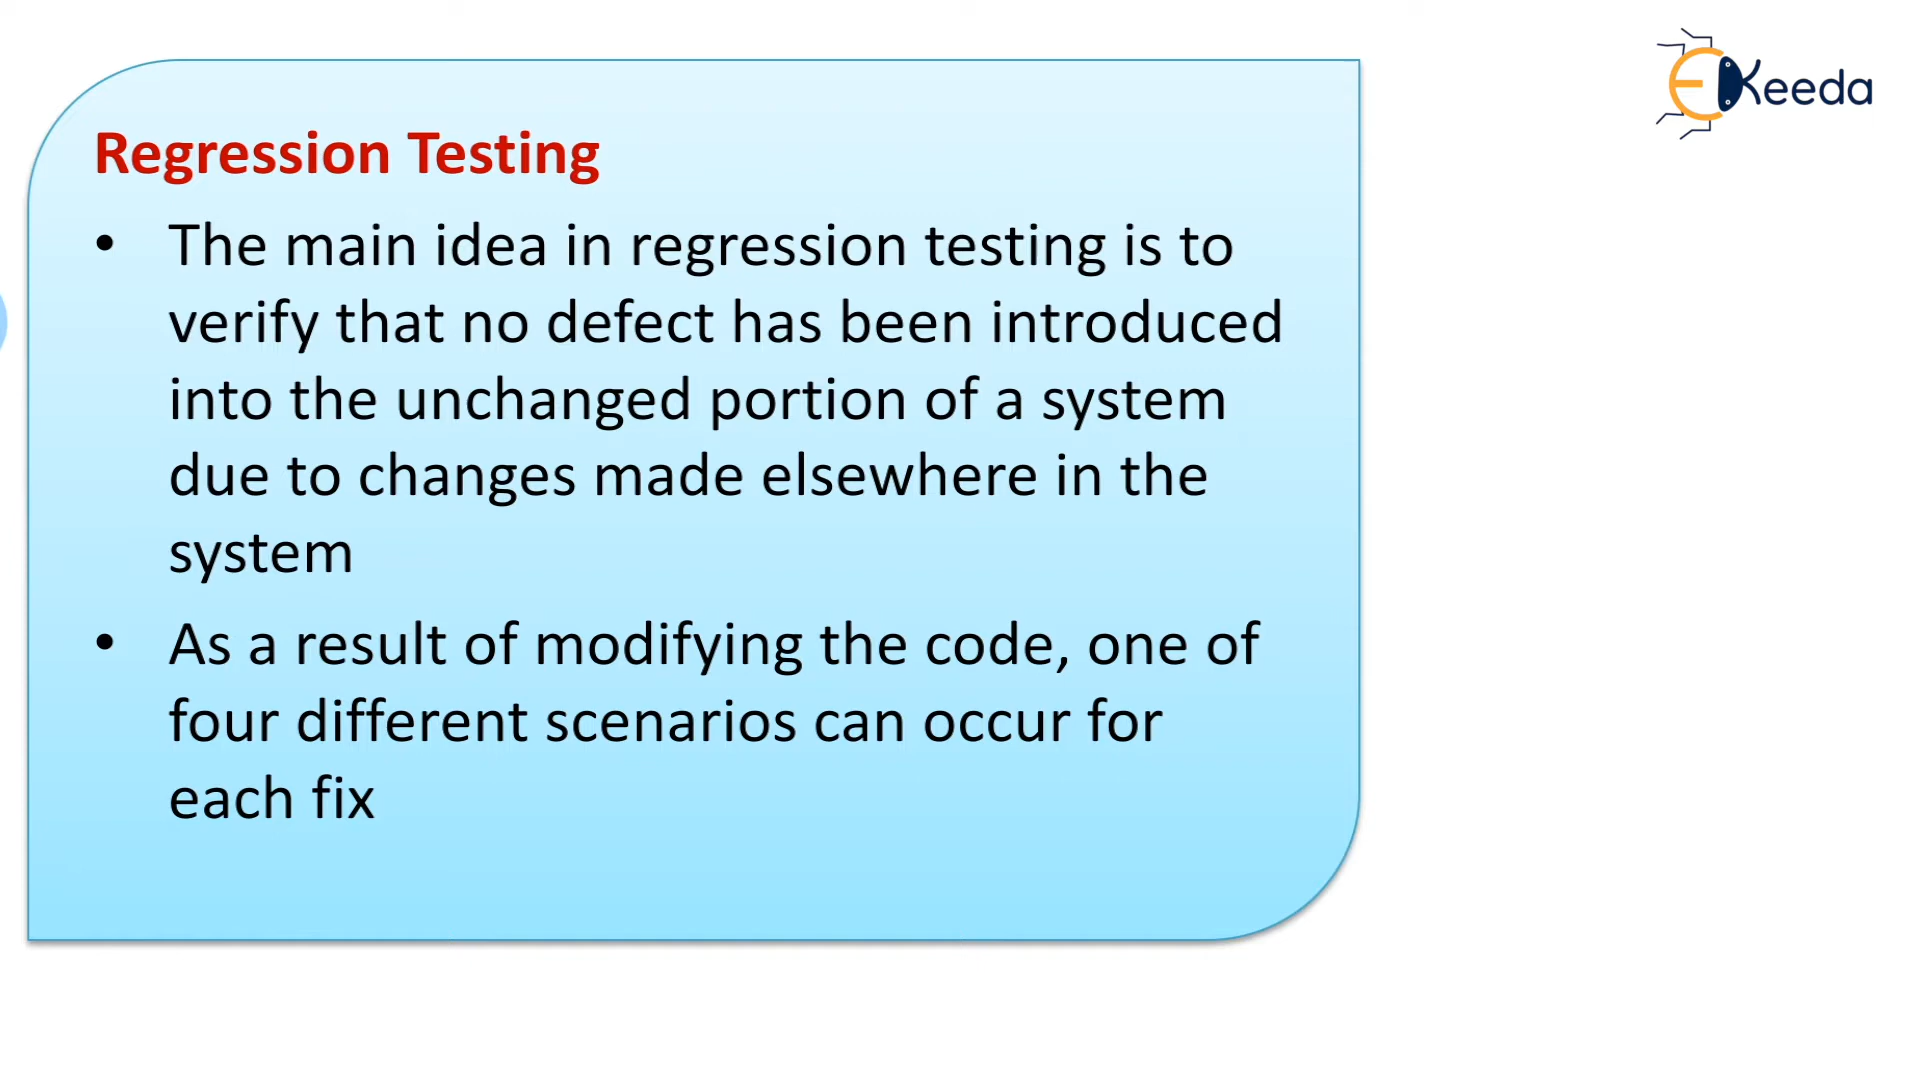 EKeeda
Regression Testing
• The main idea in regression testing is to
verify that no defect has been introduced
into the unchanged portion of a system
due to changes made elsewhere in the
system
• As a result of modifying the code, one of
four different scenarios can occur for
each fix